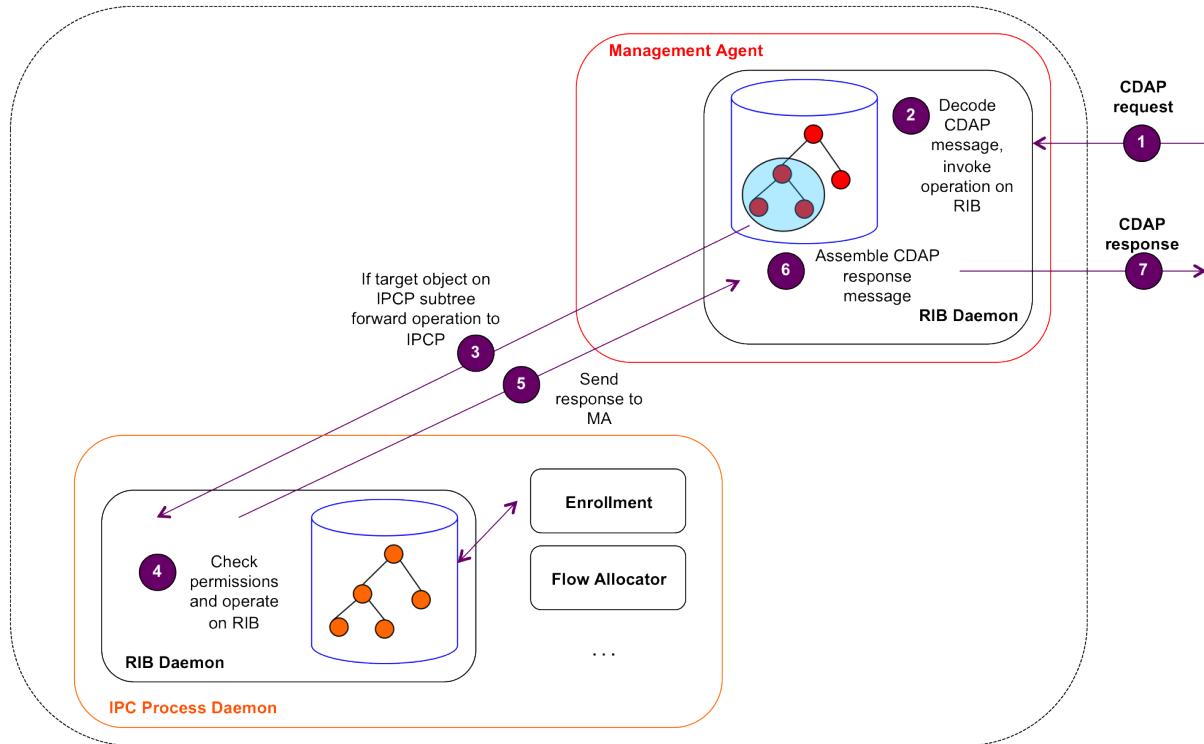 Management Agent
CDAP
request
1
2
Decode
CDAP
message,
invoke
operation on
RIB
CDAP
response
7
6
Assemble CDAP
response
message
RIB Daemon
If target object on
IPCP subtree
forward operation to
IPCP
3
5
Send
response to
MA
Enrollment
Flow Allocator
...
4
Check
permissions
and operate
on RIB
RIB Daemon
IPC Process Daemon